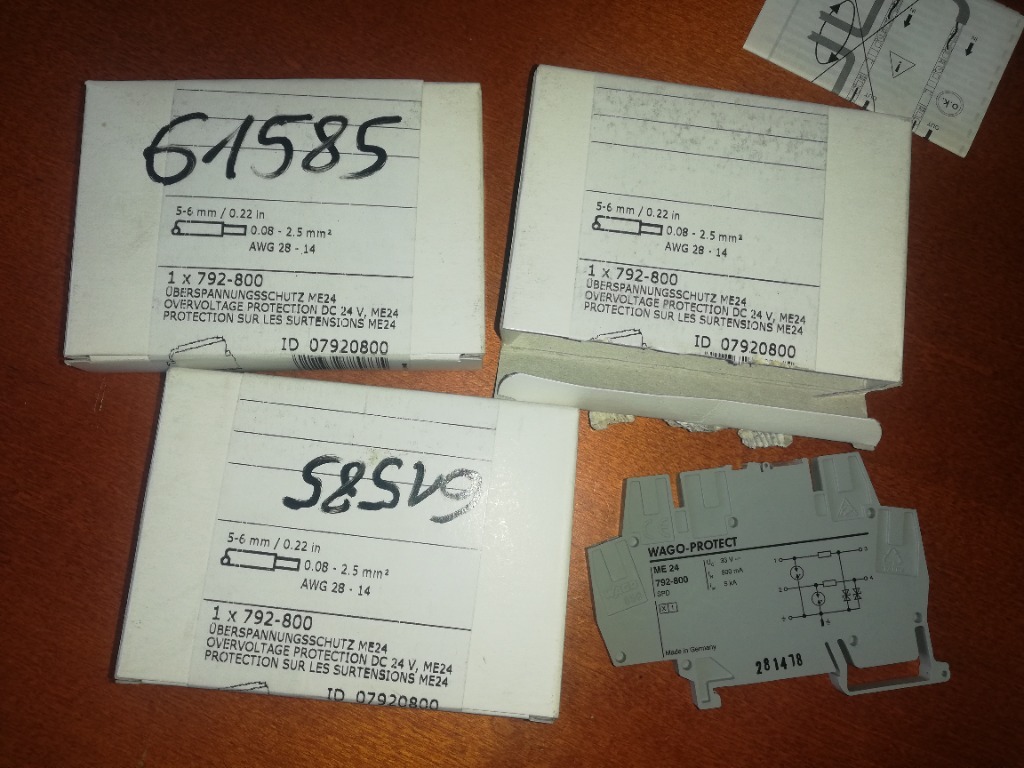 61585
5-6 mm / 0.22 in
0.08 - 2.5 mm²
AWG 28 - 14
1 x 792-800
ÜBERSPANNUNGSSCHUTZ ME24
OVERVOLTAGE PROTECTION DC 24 V, ME24
PROTECTION SUR LES SURTENSIONS ME24
ID 07920800
5-6 mm / 0.22 in
0.08 - 2.5 mm²
AWG 28 - 14
1 x 792-800
ÜBERSPANNUNGSSCHUTZ ME24
OVERVOLTAGE PROTECTION DC 24 V, ME24
PROTECTION SUR LES SURTENSIONS ME24
ID 07920800
O.K.
61585
5-6 mm / 0.22 in
0.08 - 2.5 mm²
AWG 28 - 14
1 x 792-800
ÜBERSPANNUNGSSCHUTZ ME24
OVERVOLTAGE PROTECTION DC 24 V, ME24
PROTECTION SUR LES SURTENSIONS ME24
ID 07920800
WAGO-PROTECT
ME 24
792-800
Made in Germany
281478